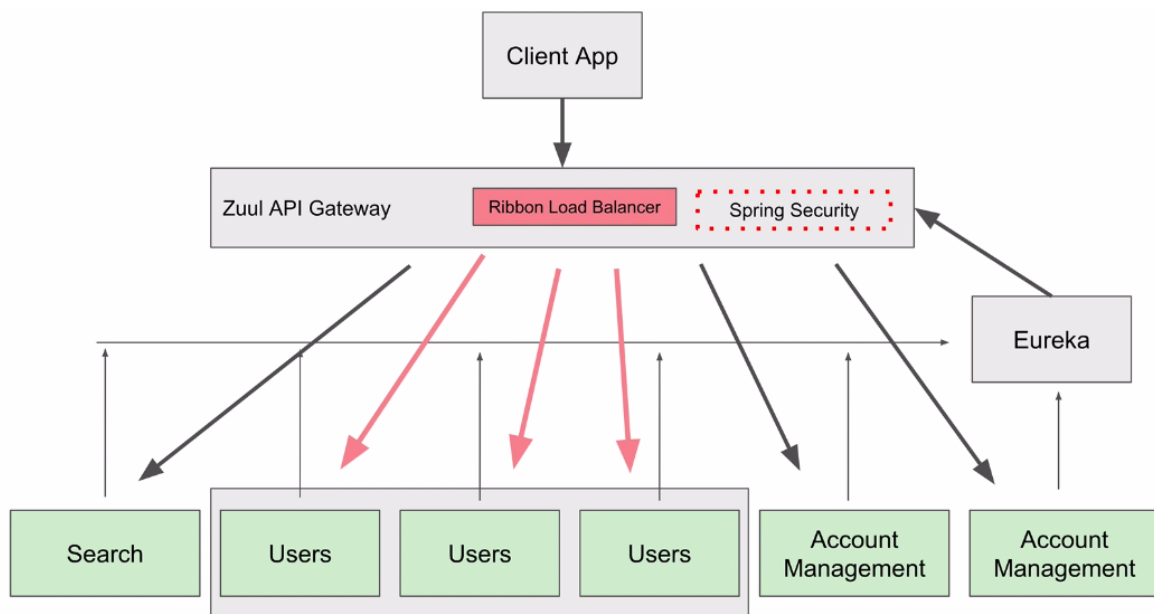 Client App
Zuul API Gateway
Ribbon Load Balancer
Spring Security
Eureka
Search
Users
Users
Users
Account
Management
Account
Management